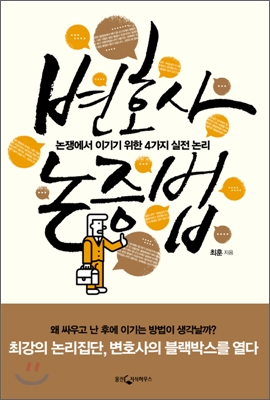 변호사
논쟁에서 이기기 위한 4가지 실전 논리
논증법
최훈 지음
왜 싸우고 난 후에 이기는 방법이 생각날까?
최강의 논리집단, 변호사의 블랙박스를 열다
웅진 지식하우스